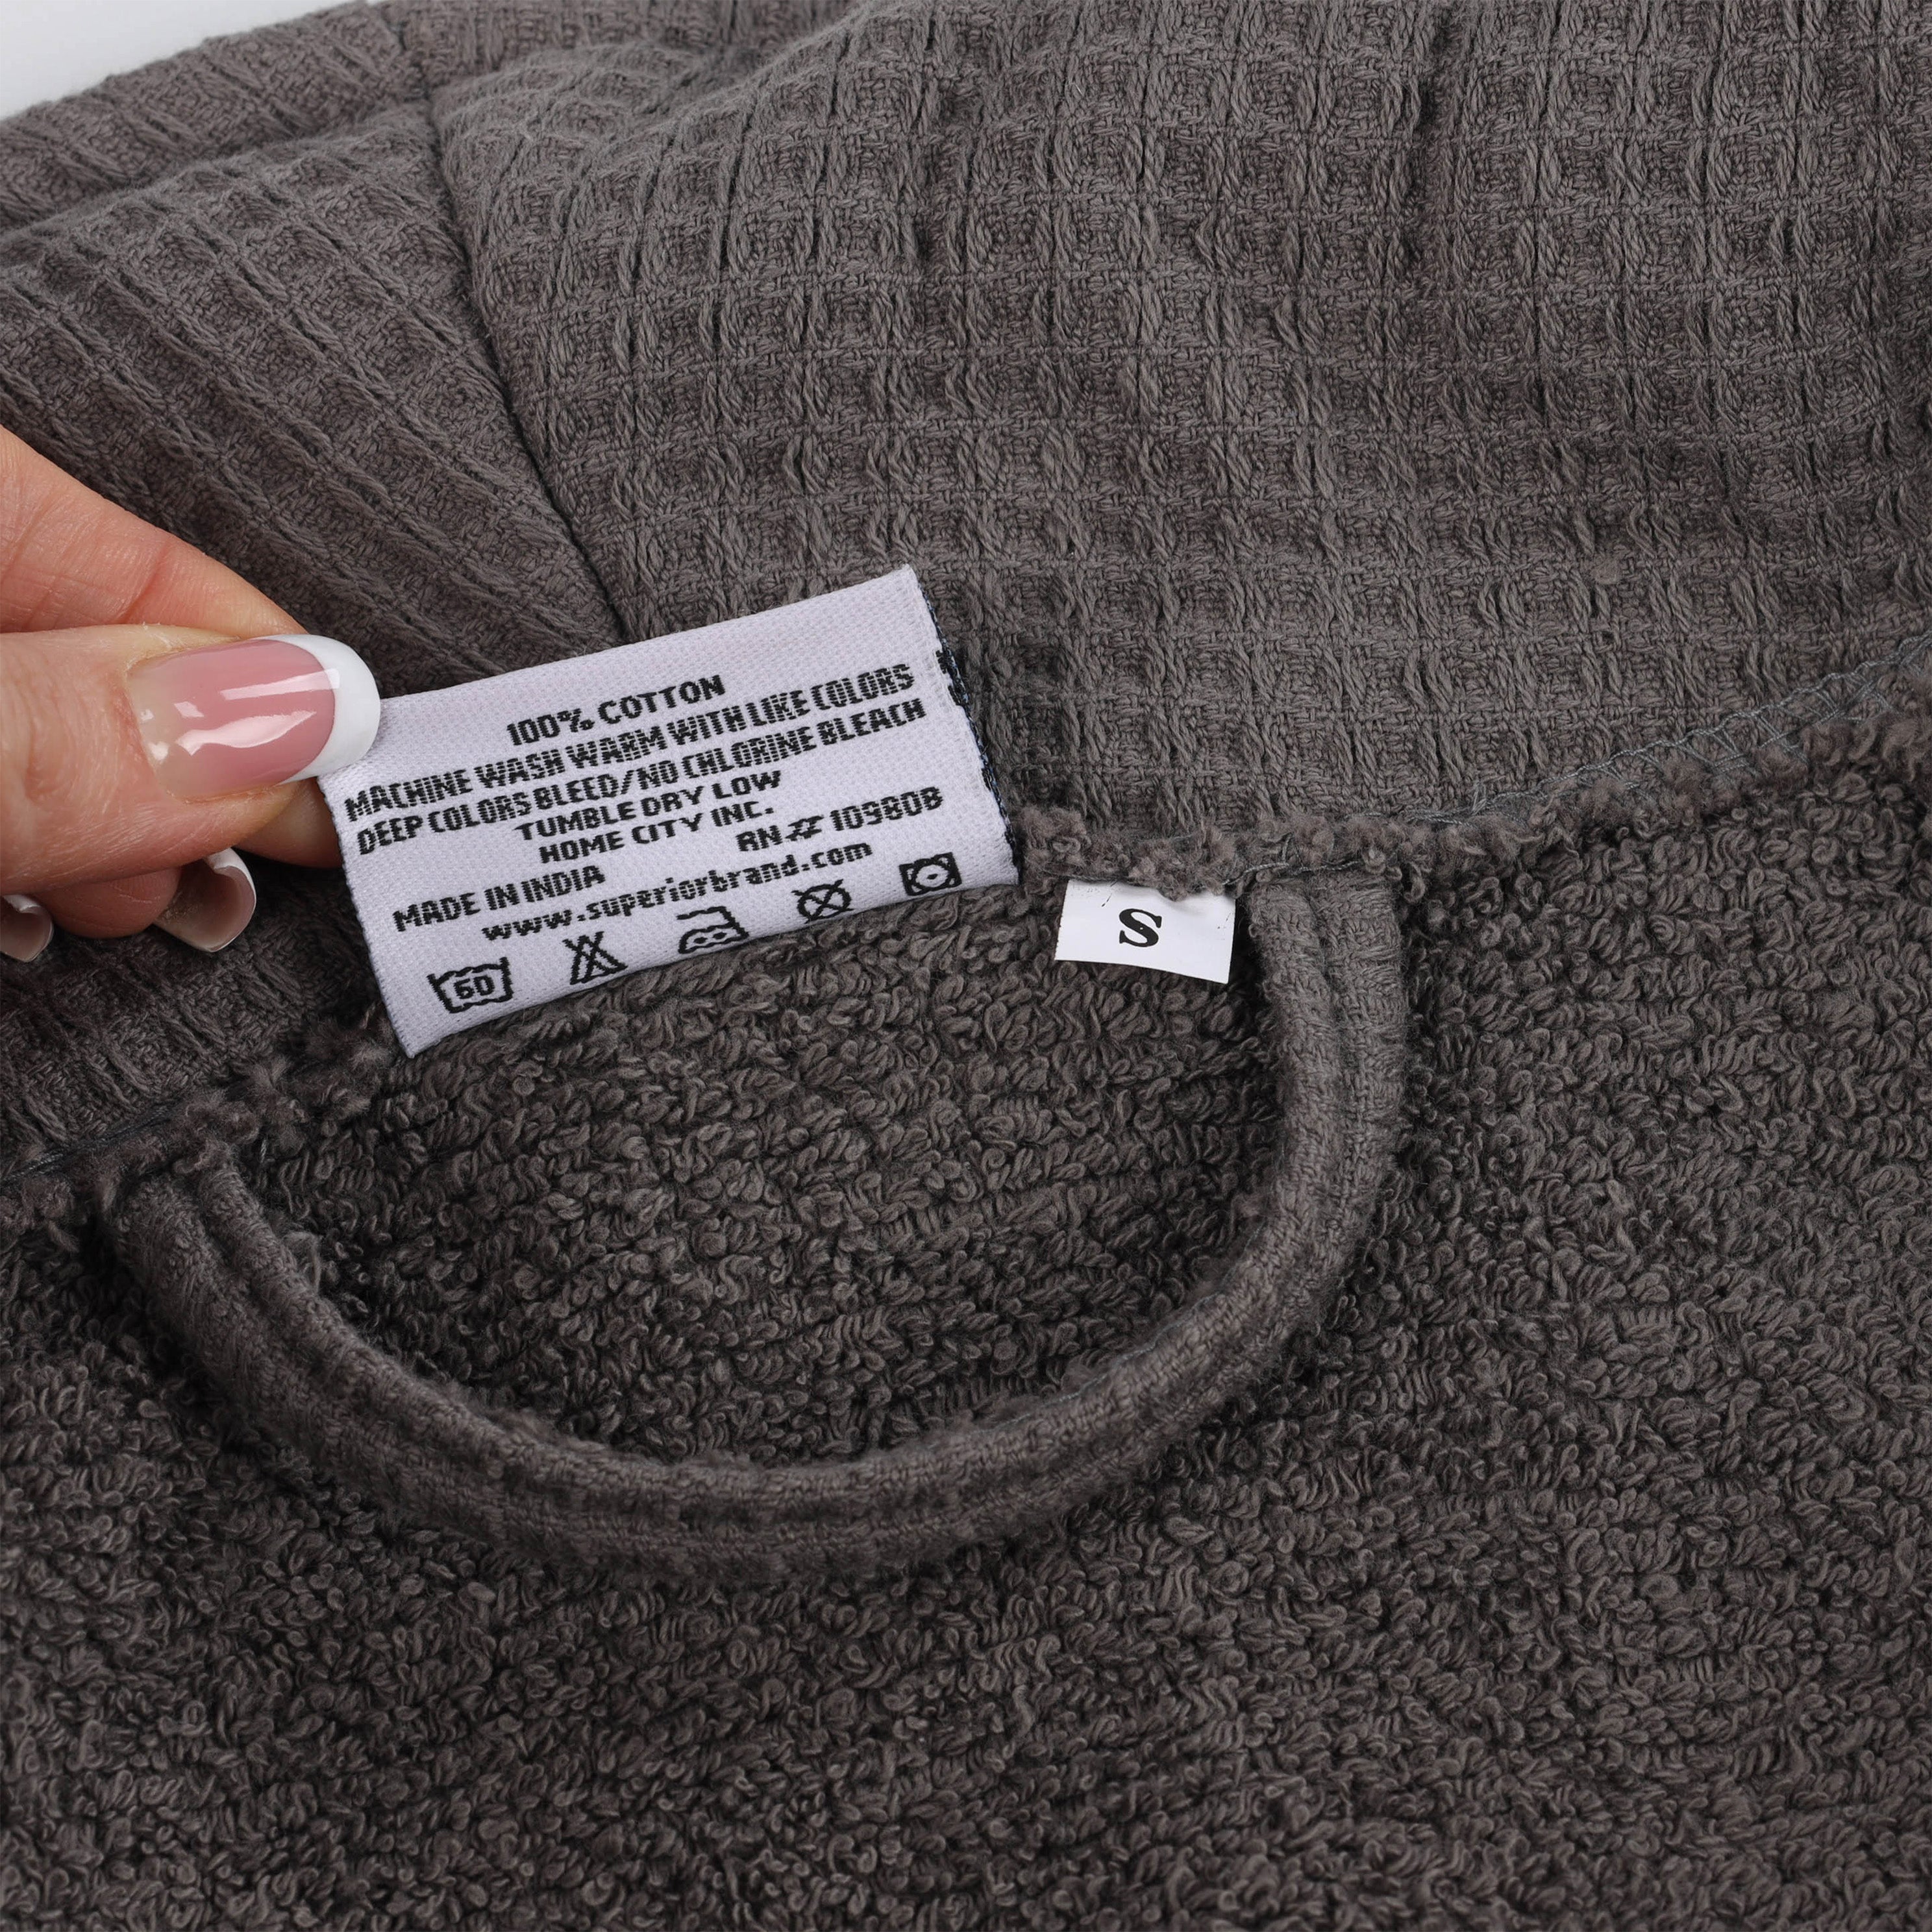 100% COTTON
MACHINE WASH WARM WITH LIKE COLORS
DEEP COLORS BLEED/NO CHLORINE BLEACH
TUMBLE DRY LOW
HOME CITY INC.
RN # 109808
MADE IN INDIA
www.superiorbrand.com
60
S